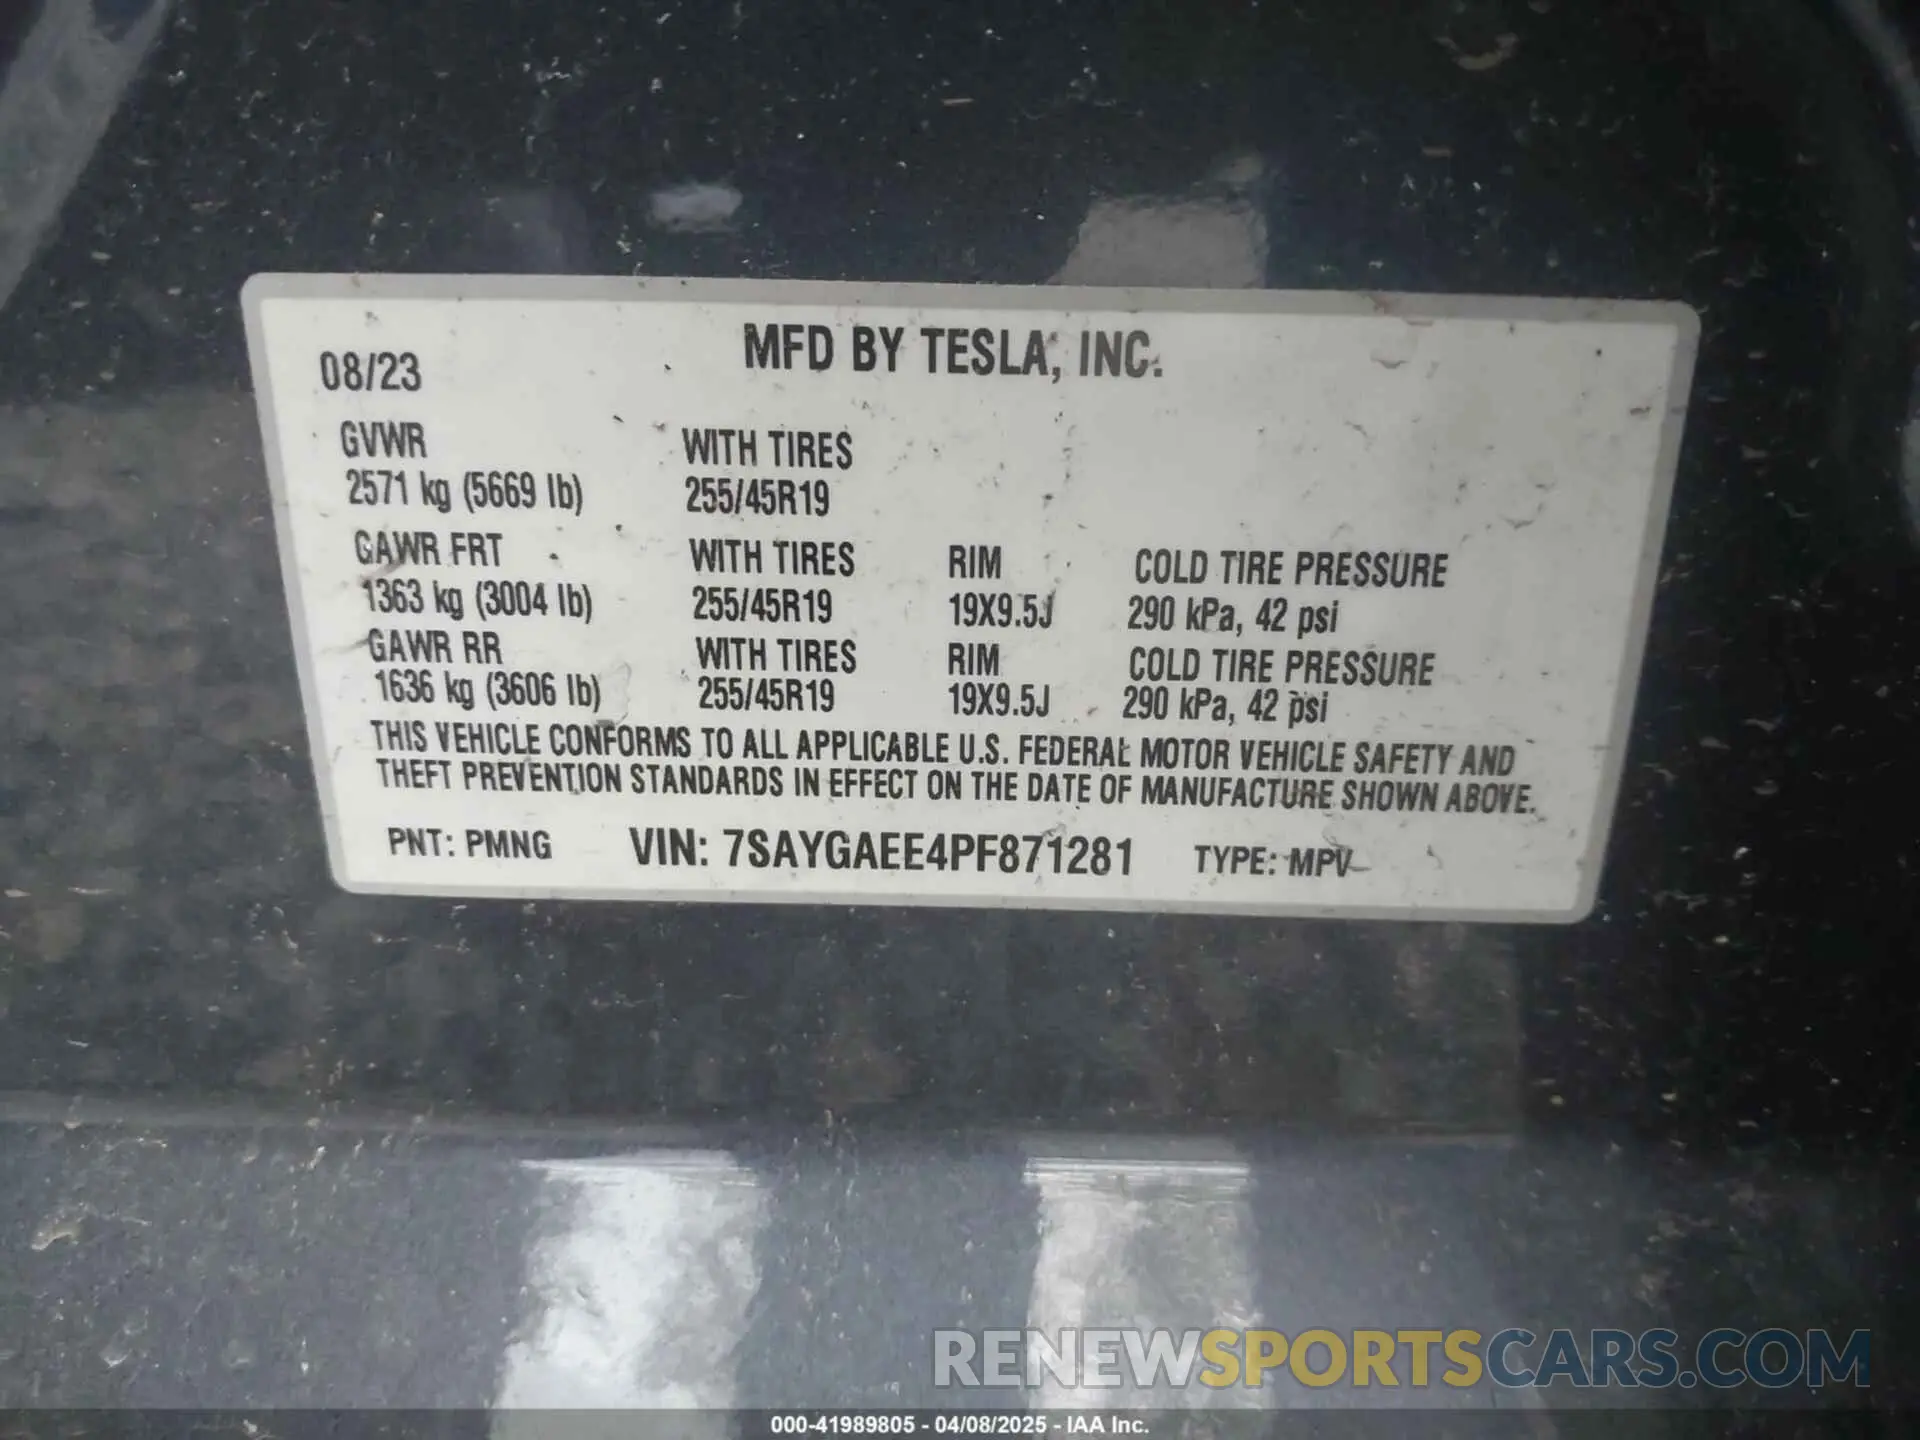 08/23 MFD BY TESLA, INC.
GVWR WITH TIRES
2571 kg (5669 lb) 255/45R19
GAWR FRT WITH TIRES RIM COLD TIRE PRESSURE
1363 kg (3004 lb) 255/45R19 19X9.5J 290 kPa, 42 psi
GAWR RR WITH TIRES RIM COLD TIRE PRESSURE
1636 kg (3606 lb) 255/45R19 19X9.5J 290 kPa, 42 psi
THIS VEHICLE CONFORMS TO ALL APPLICABLE U.S. FEDERAL MOTOR VEHICLE SAFETY AND
THEFT PREVENTION STANDARDS IN EFFECT ON THE DATE OF MANUFACTURE SHOWN ABOVE.
PNT: PMNG VIN: 7SAYGAEE4PF871281 TYPE: MPV
RENEWSPORTSCARS.COM
000-41989805 - 04/08/2025 - IAA Inc.